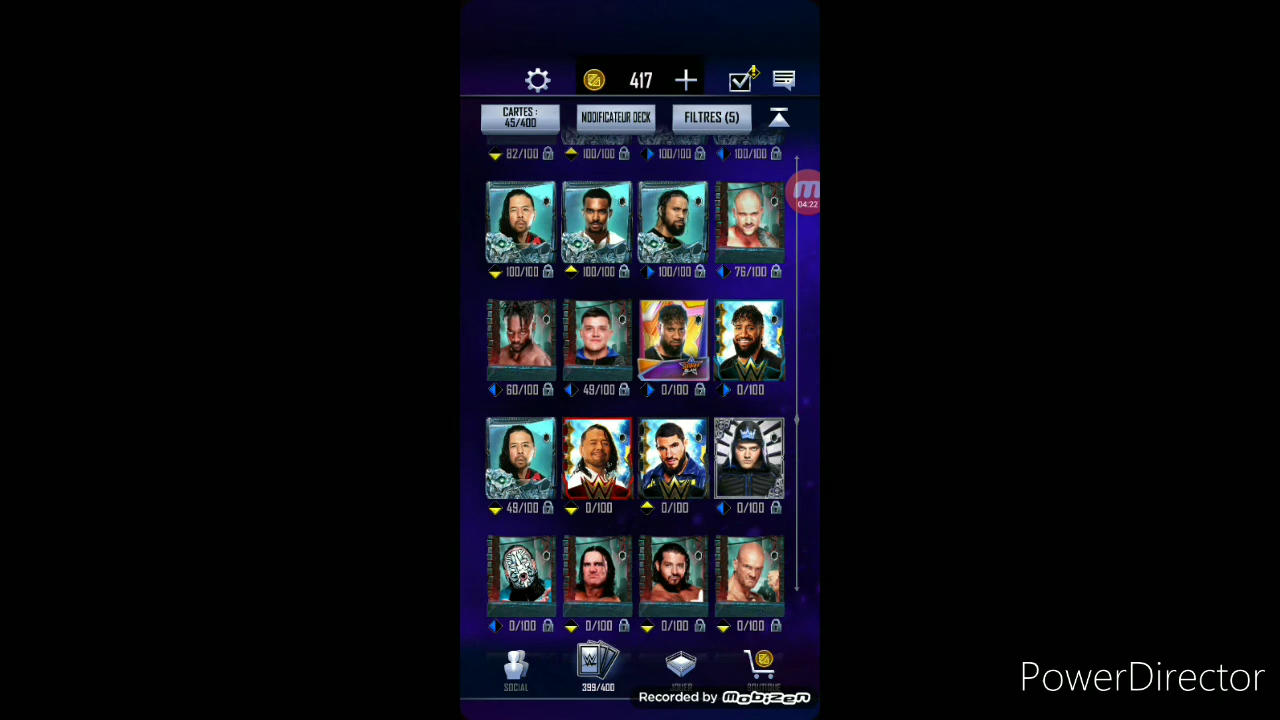 417
CARTES :
45/400
MODIFICATEUR DECK
FILTRES (5)
82/100 100/100 100/100 100/100
04:22
100/100 100/100 100/100 76/100
60/100 49/100 0/100 0/100
49/100 0/100 0/100 0/100
0/100 0/100 0/100 0/100
SOCIAL
399/400
JOUER
BOUTIQUE
Recorded by mobizen
PowerDirector